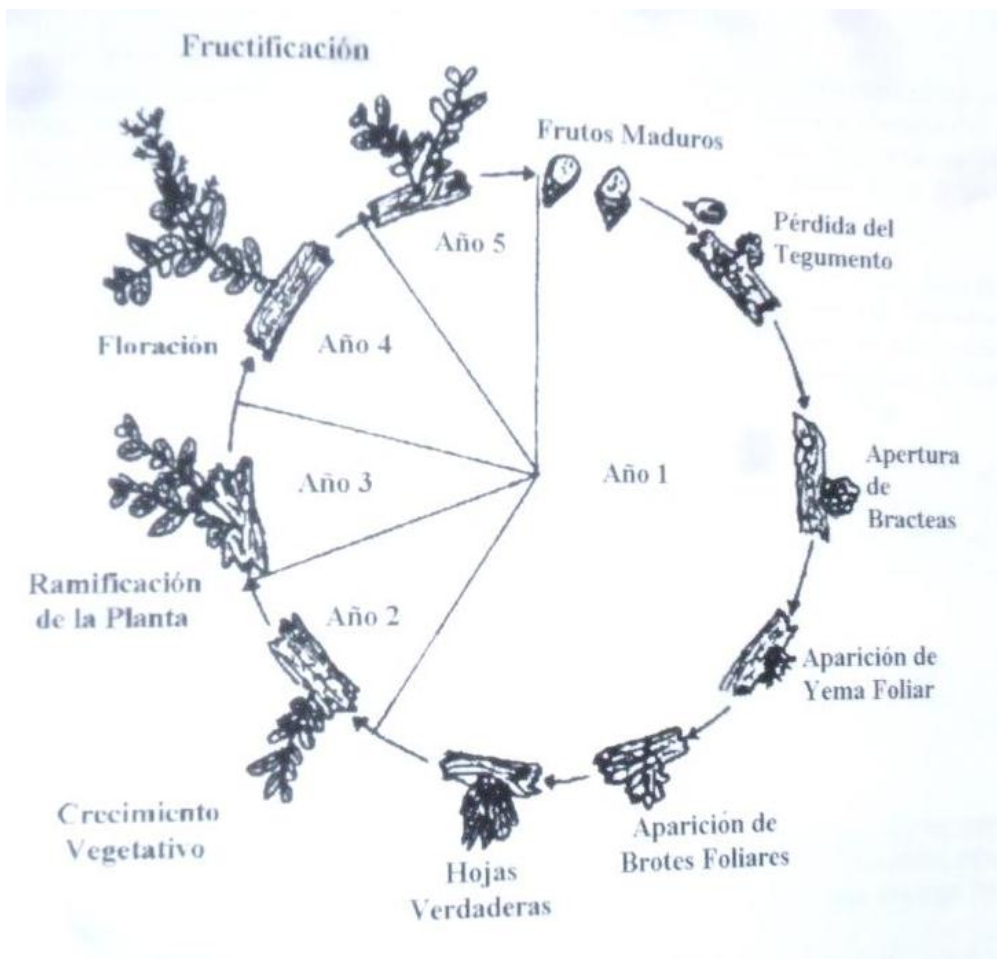 Fructificación
Frutos Maduros
Pérdida del
Tegumento
Año 5
Año 4
Floración
Año 3
Año 1
Apertura
de
Bracteas
Ramificación
de la Planta
Año 2
Aparición de
Yema Foliar
Crecimiento
Vegetativo
Aparición de
Brotes Foliares
Hojas
Verdaderas